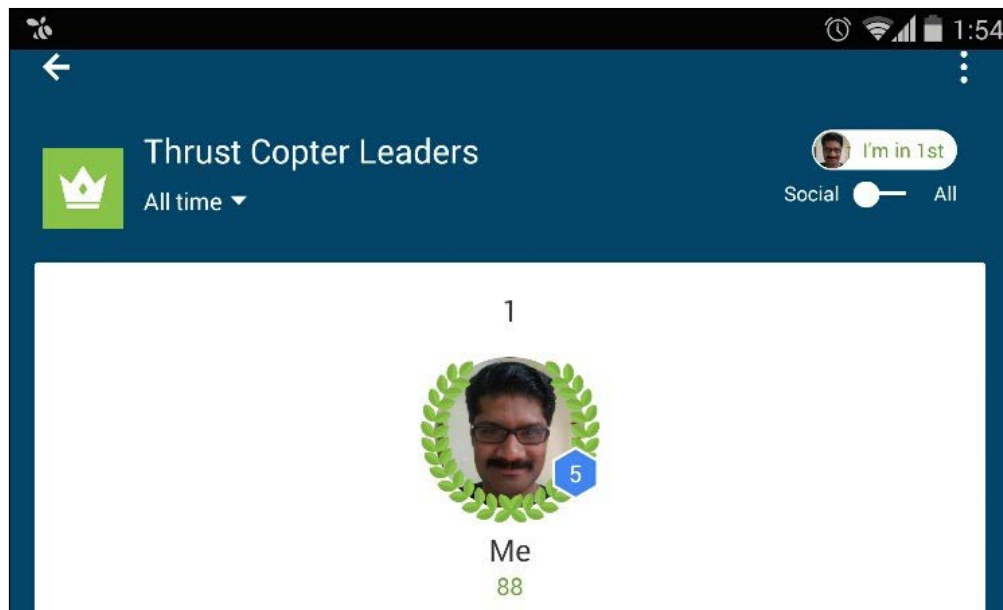 1:54
Thrust Copter Leaders
I'm in 1st
All time
Social All
1
5
Me
88